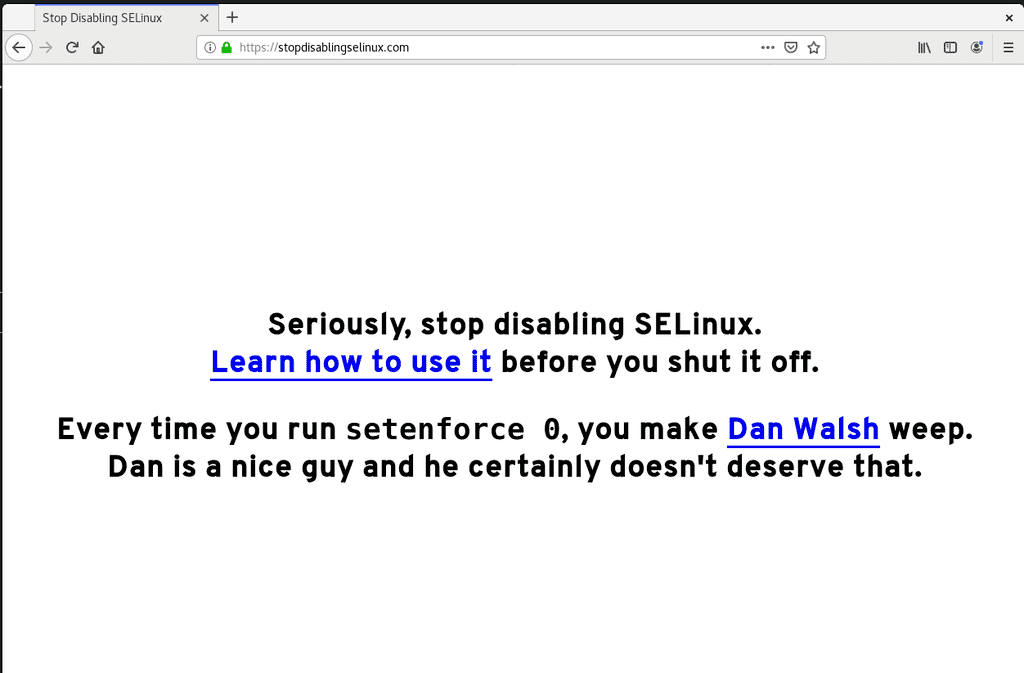 Stop Disabling SELinux
https://stopdisablingselinux.com
Seriously, stop disabling SELinux.
Learn how to use it before you shut it off.
Every time you run setenforce 0, you make Dan Walsh weep.
Dan is a nice guy and he certainly doesn't deserve that.